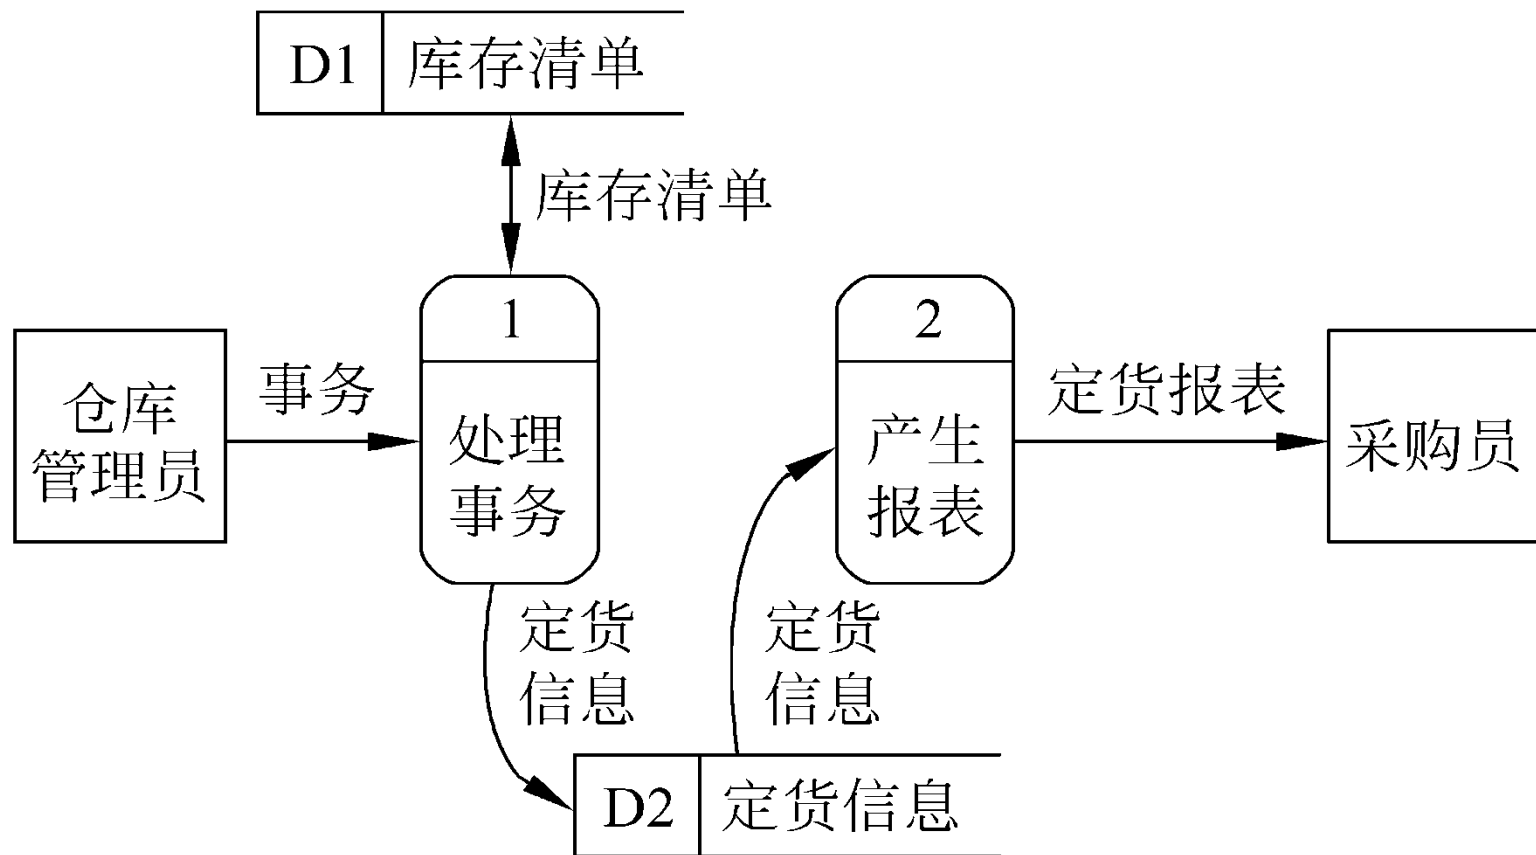 D1 库存清单
库存清单
1
2
仓库
管理员
事务
处理
事务
产生
报表
定货报表
采购员
定货
信息
定货
信息
D2 定货信息